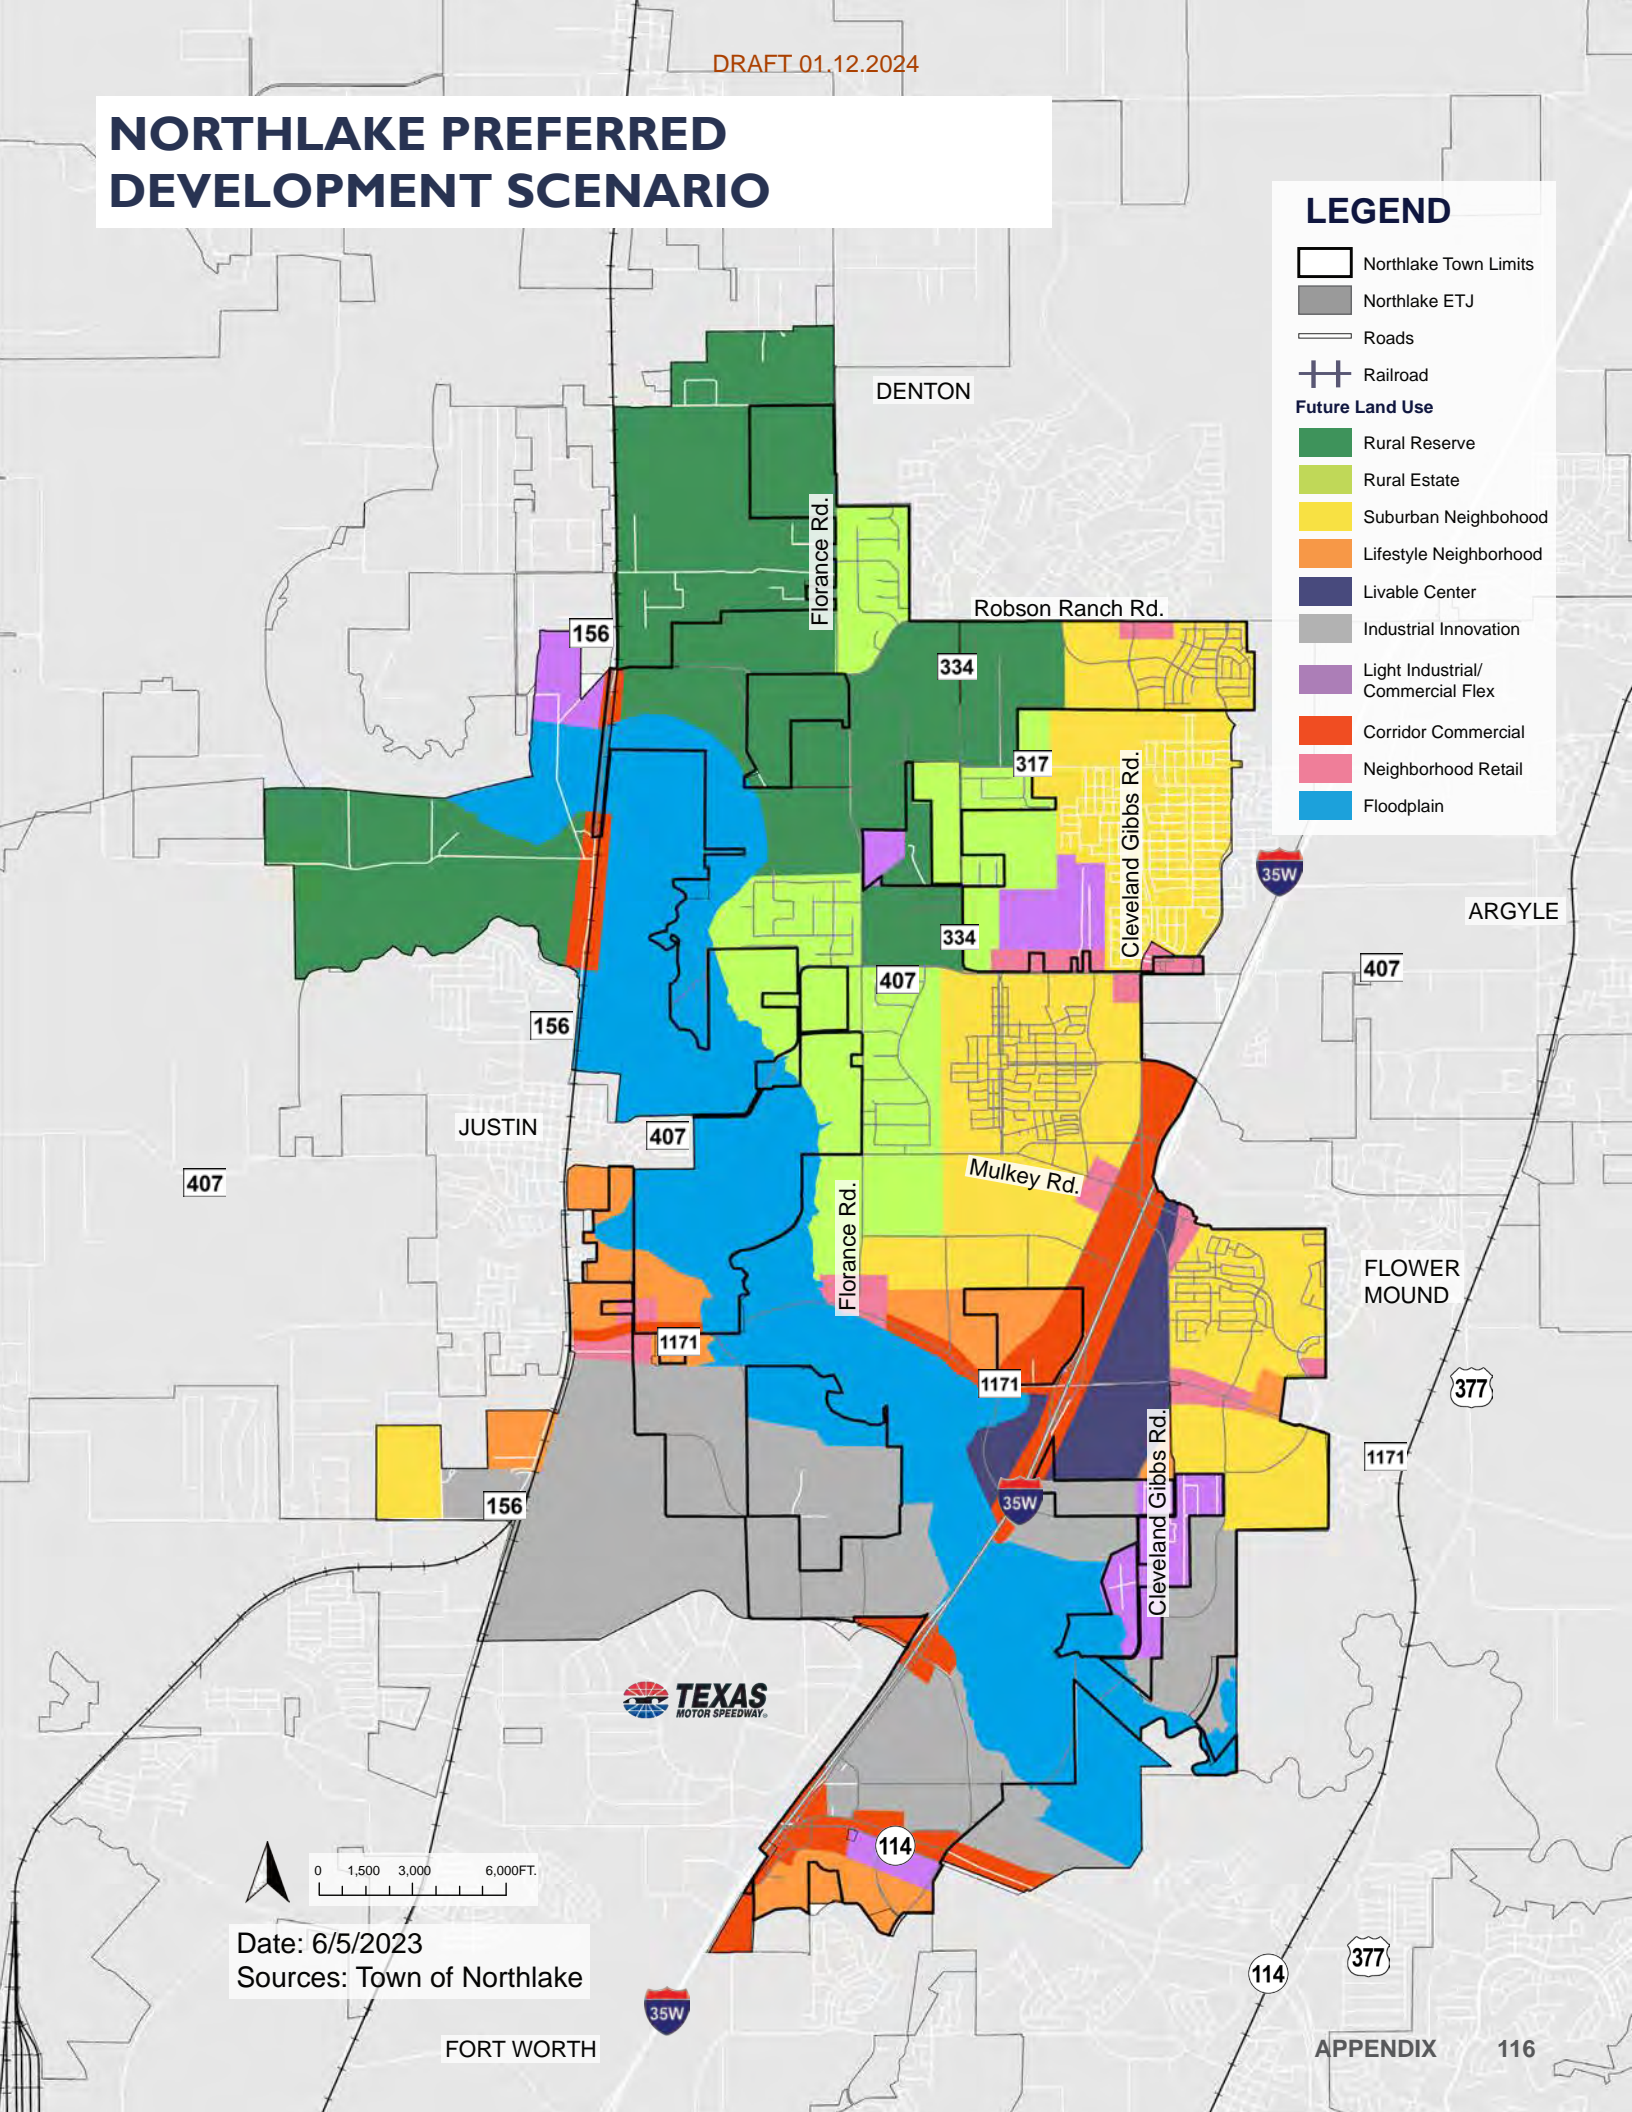 DRAFT 01.12.2024
NORTHLAKE PREFERRED
DEVELOPMENT SCENARIO
LEGEND
Northlake Town Limits
Northlake ETJ
Roads
Railroad
Future Land Use
Rural Reserve
Rural Estate
Suburban Neighbohood
Lifestyle Neighborhood
Livable Center
Industrial Innovation
Light Industrial/
Commercial Flex
Corridor Commercial
Neighborhood Retail
Floodplain
DENTON
Florance Rd.
Robson Ranch Rd.
156
334
317
Cleveland Gibbs Rd.
35W
ARGYLE
334
407
407
156
JUSTIN
407
407
Mulkey Rd.
Florance Rd.
FLOWER
MOUND
1171
1171
377
Cleveland Gibbs Rd.
1171
156
35W
TEXAS
MOTOR SPEEDWAY
114
0 1,500 3,000 6,000FT.
Date: 6/5/2023
Sources: Town of Northlake
377
114
35W
FORT WORTH
APPENDIX 116